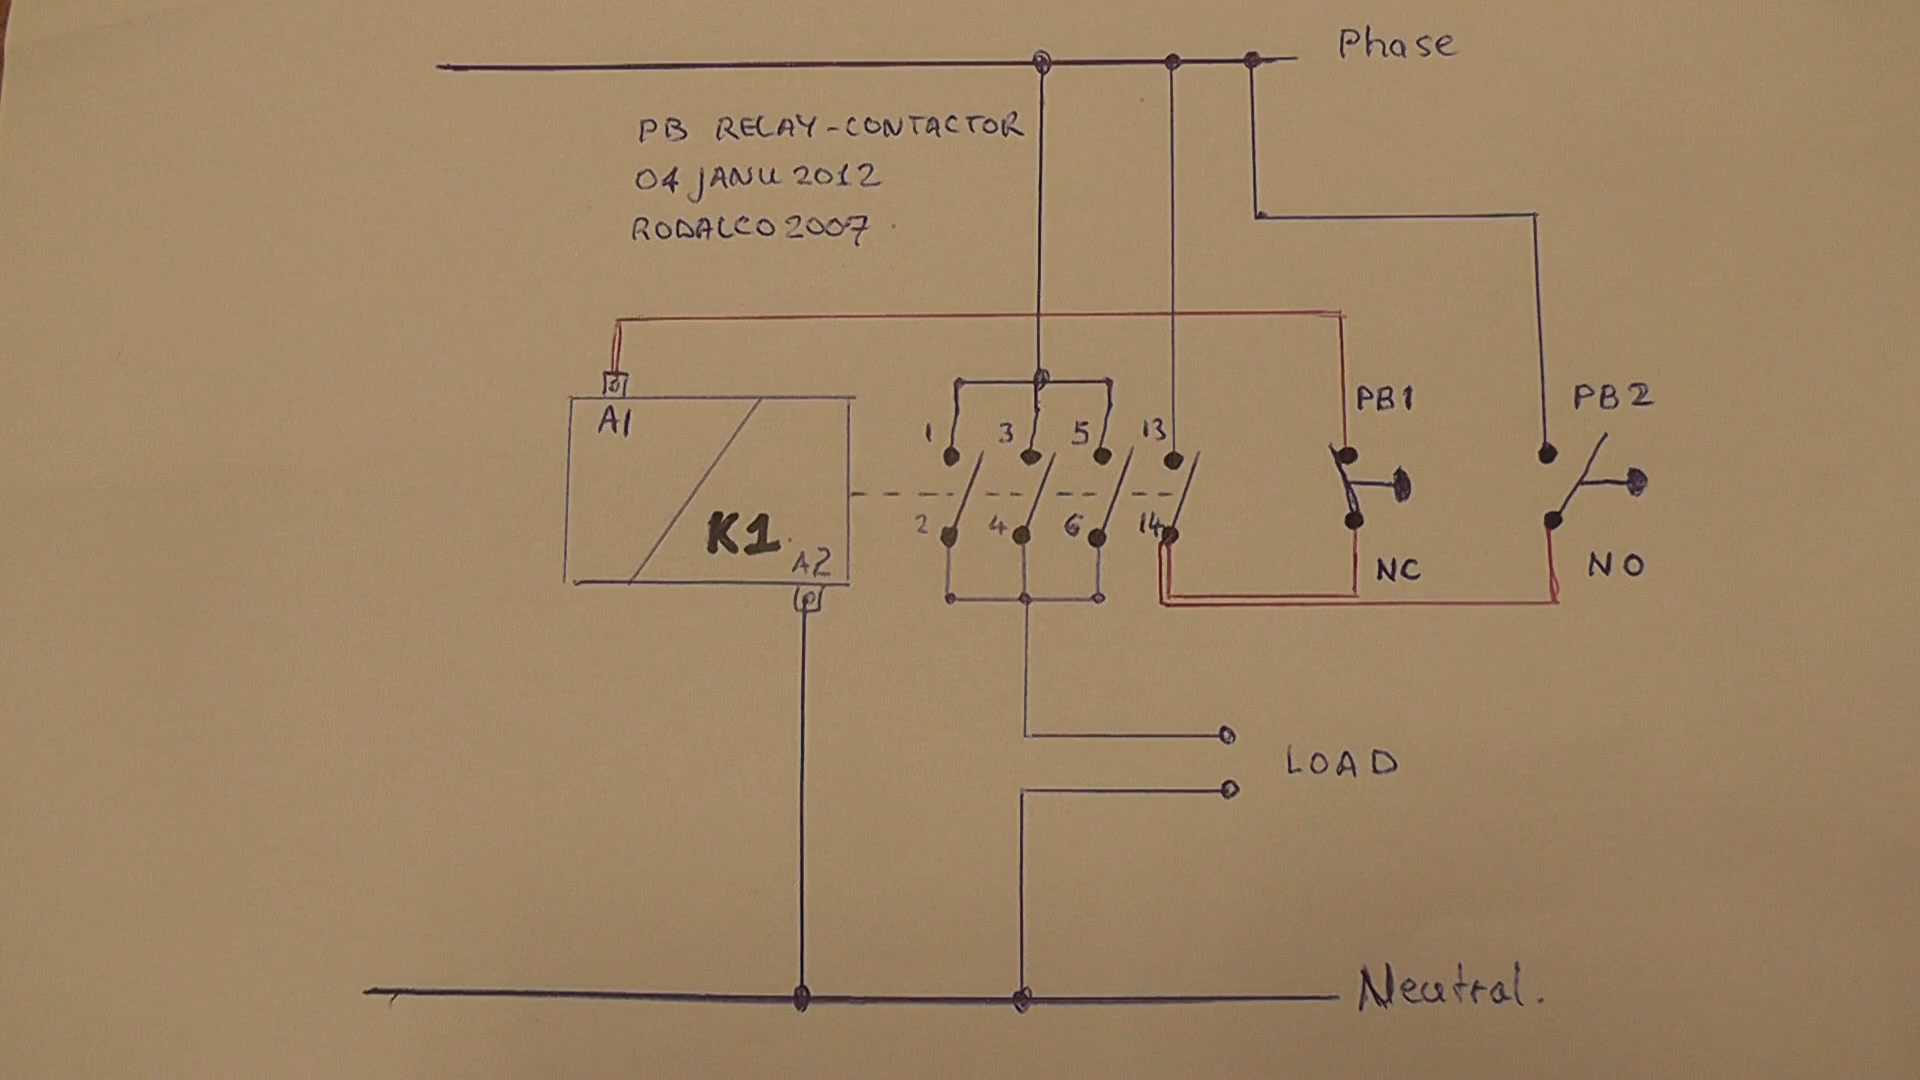 Phase
PB RELAY-CONTACTOR
04 JANU 2012
RODALCO2007
A1
PB1
PB2
1 3 5 13
2 4 6 14
K1.
A2
NC
NO
LOAD
Neutral.